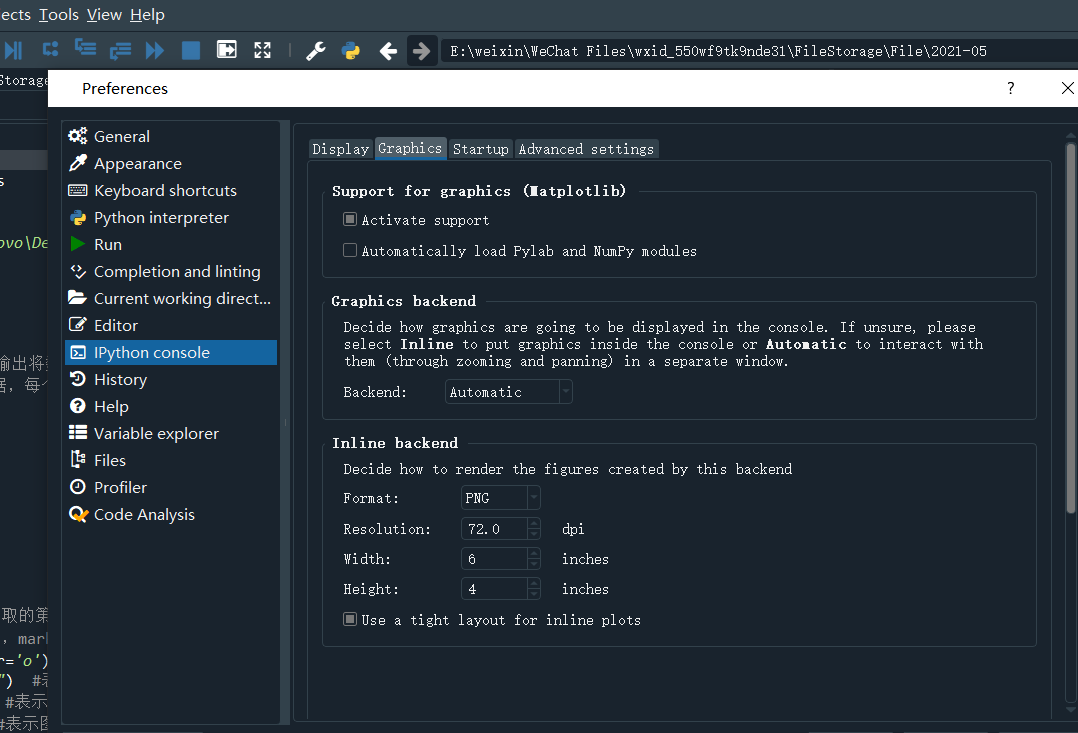 ects Tools View Help
E:\weixin\WeChat Files\wxid_550wf9tk9nde31\FileStorage\File\2021-05
Storage
Preferences
?
General
Appearance
Keyboard shortcuts
Python interpreter
Run
Completion and linting
Current working direct...
Editor
IPython console
History
Help
Variable explorer
Files
Profiler
Code Analysis
Display Graphics Startup Advanced settings
Support for graphics (Matplotlib)
Activate support
Automatically load Pylab and NumPy modules
Graphics backend
Decide how graphics are going to be displayed in the console. If unsure, please
select Inline to put graphics inside the console or Automatic to interact with
them (through zooming and panning) in a separate window.
Backend: Automatic
Inline backend
Decide how to render the figures created by this backend
Format: PNG
Resolution: 72.0 dpi
Width: 6 inches
Height: 4 inches
Use a tight layout for inline plots
s
ovo\De
输出将
据，每个
取的第
，mar
r='o')
") #表
#表示
#表示图